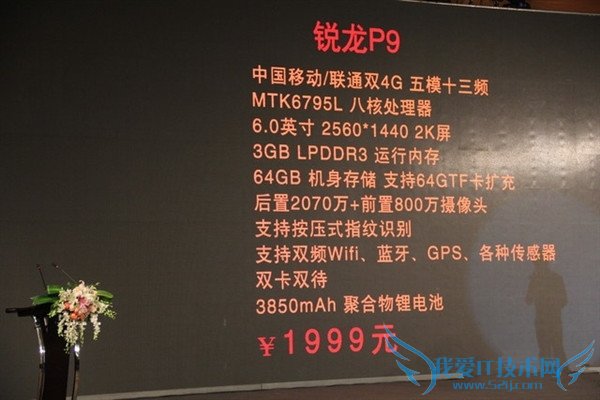 锐龙P9
中国移动/联通双4G 五模十三频
MTK6795L 八核处理器
6.0英寸 2560*1440 2K屏
3GB LPDDR3 运行内存
64GB 机身存储 支持64GTF卡扩充
后置2070万+前置800万摄像头
支持按压式指纹识别
支持双频Wifi、蓝牙、GPS、各种传感器
双卡双待
3850mAh 聚合物锂电池
￥1999元
我爱IT技术网
www.52itjs.com